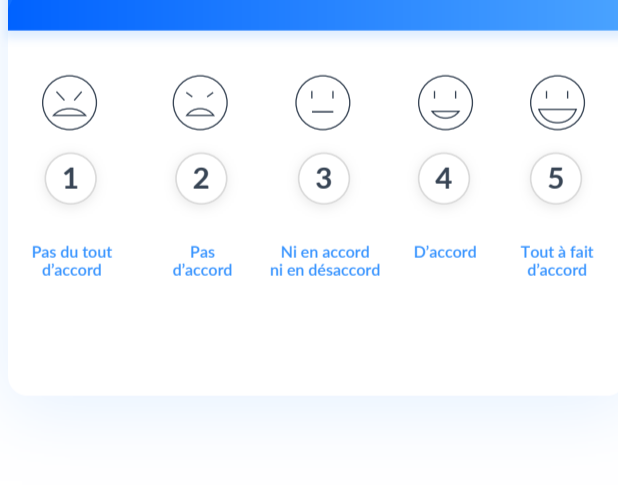 1 2 3 4 5
Pas du tout
d'accord
Pas
d'accord
Ni en accord
ni en désaccord
D'accord
Tout à fait
d'accord